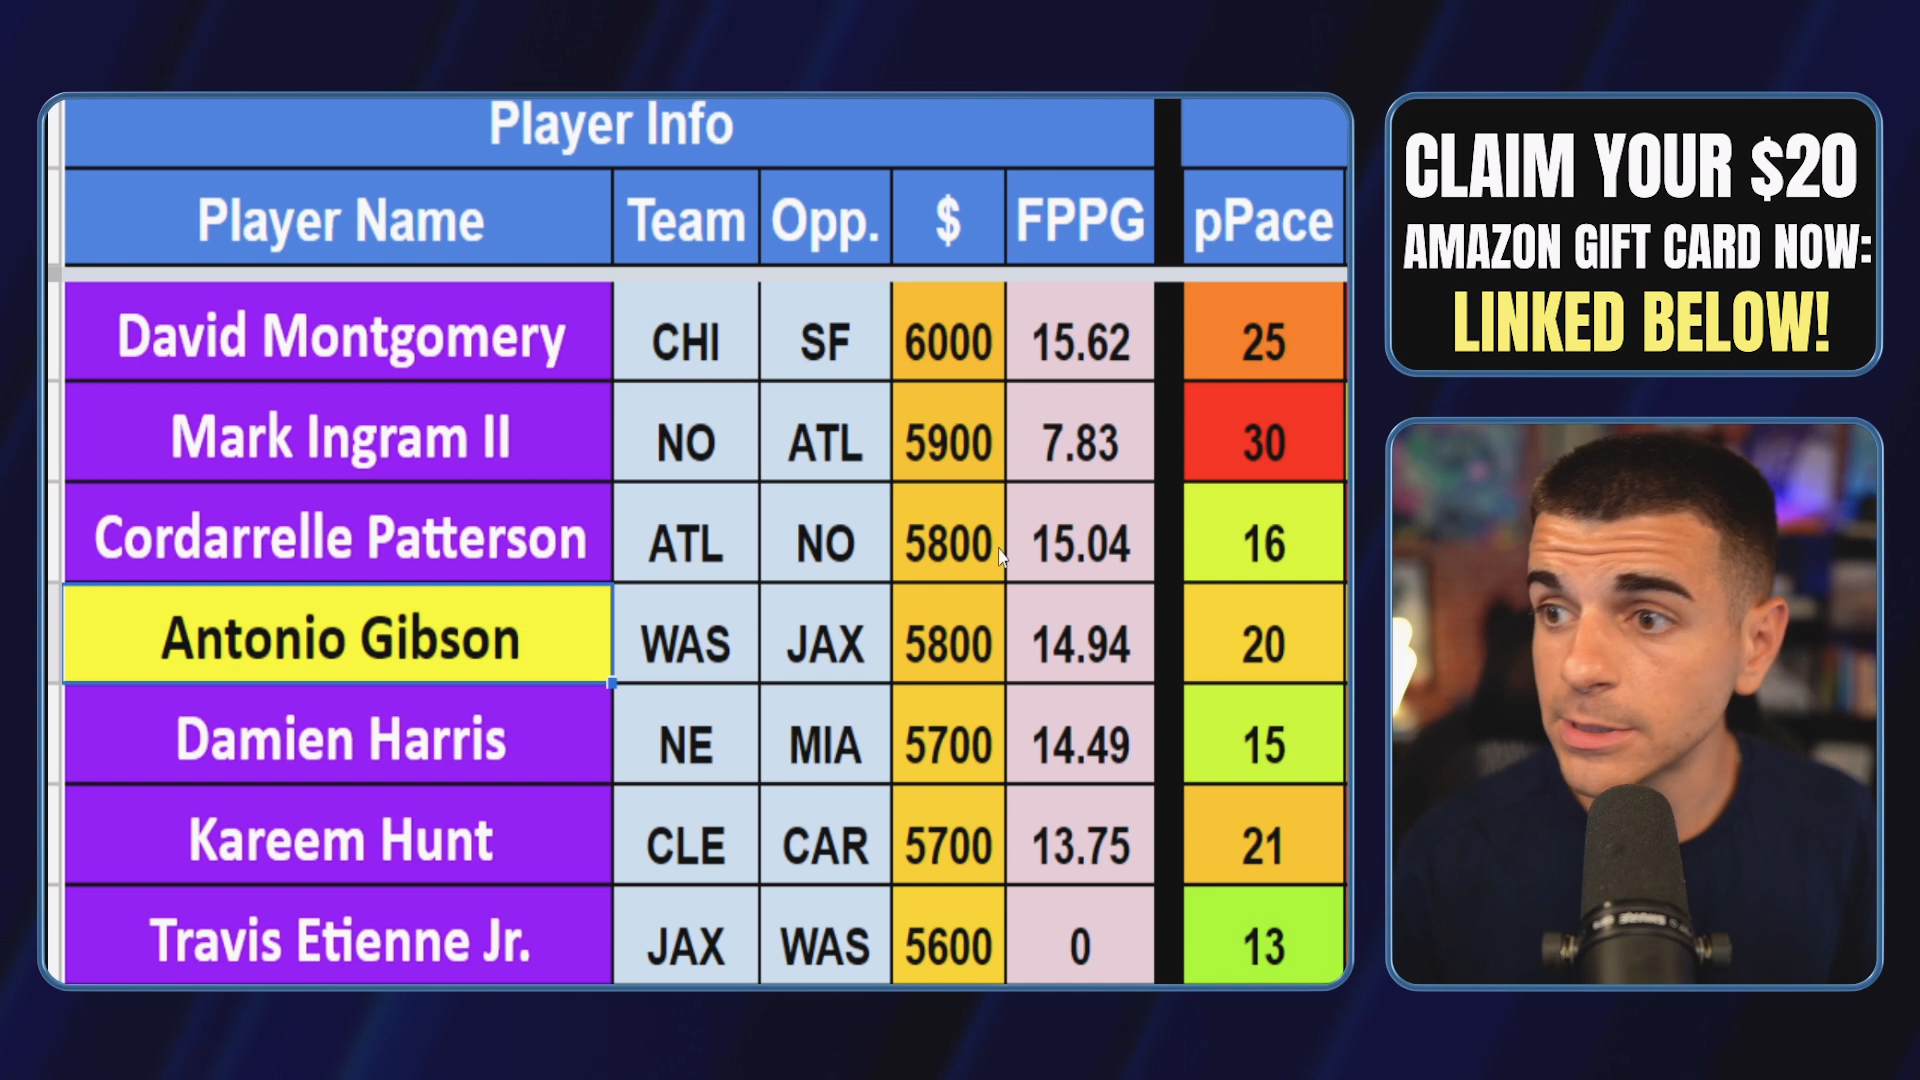 Player Info
Player Name Team Opp. $ FPPG pPace
David Montgomery CHI SF 6000 15.62 25
Mark Ingram II NO ATL 5900 7.83 30
Cordarrelle Patterson ATL NO 5800 15.04 16
Antonio Gibson WAS JAX 5800 14.94 20
Damien Harris NE MIA 5700 14.49 15
Kareem Hunt CLE CAR 5700 13.75 21
Travis Etienne Jr. JAX WAS 5600 0 13
CLAIM YOUR $20
AMAZON GIFT CARD NOW:
LINKED BELOW!